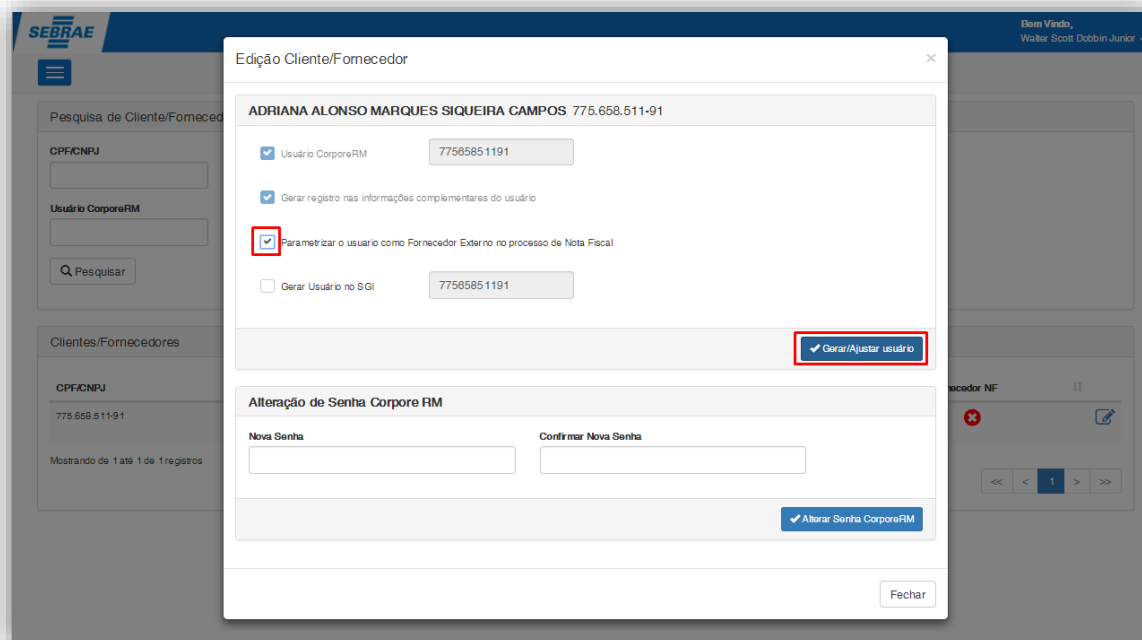 SEBRAE
Bem Vindo,
Walter Scott Dobbin Junior
Edição Cliente/Fornecedor
×
Pesquisa de Cliente/Forneced
ADRIANA ALONSO MARQUES SIQUEIRA CAMPOS 775.658.511-91
CPF/CNPJ
Usuário CorporeRM
77565851191
Gerar registro nas informações complementares do usuário
Usuário CorporeRM
Parametrizar o usuario como Fornecedor Externo no processo de Nota Fiscal
Pesquisar
Gerar Usuário no SGI
77565851191
Clientes/Fornecedores
Gerar/Ajustar usuário
CPF/CNPJ
necedor NF
Alteração de Senha Corpore RM
775.658.511-91
Nova Senha
Confirmar Nova Senha
Mostrando de 1 até 1 de 1 registros
<< < 1 > >>
Alterar Senha CorporeRM
Fechar